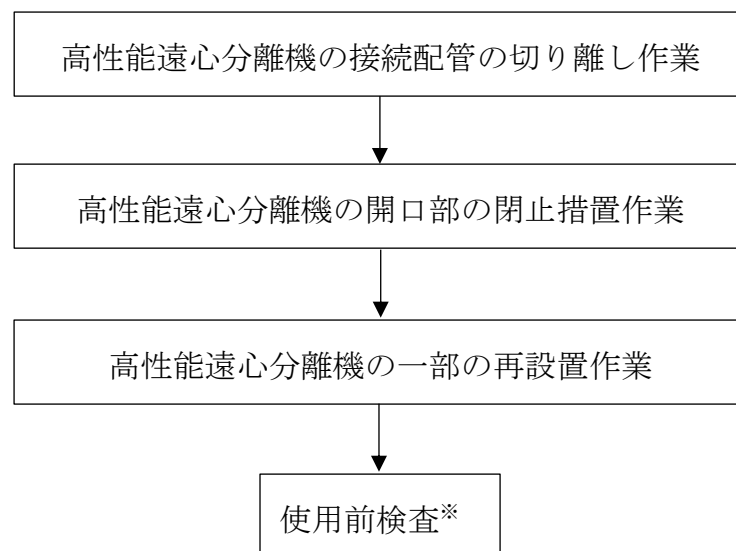 高性能遠心分離機の接続配管の切り離し作業
高性能遠心分離機の開口部の閉止措置作業
高性能遠心分離機の一部の再設置作業
使用前検査※